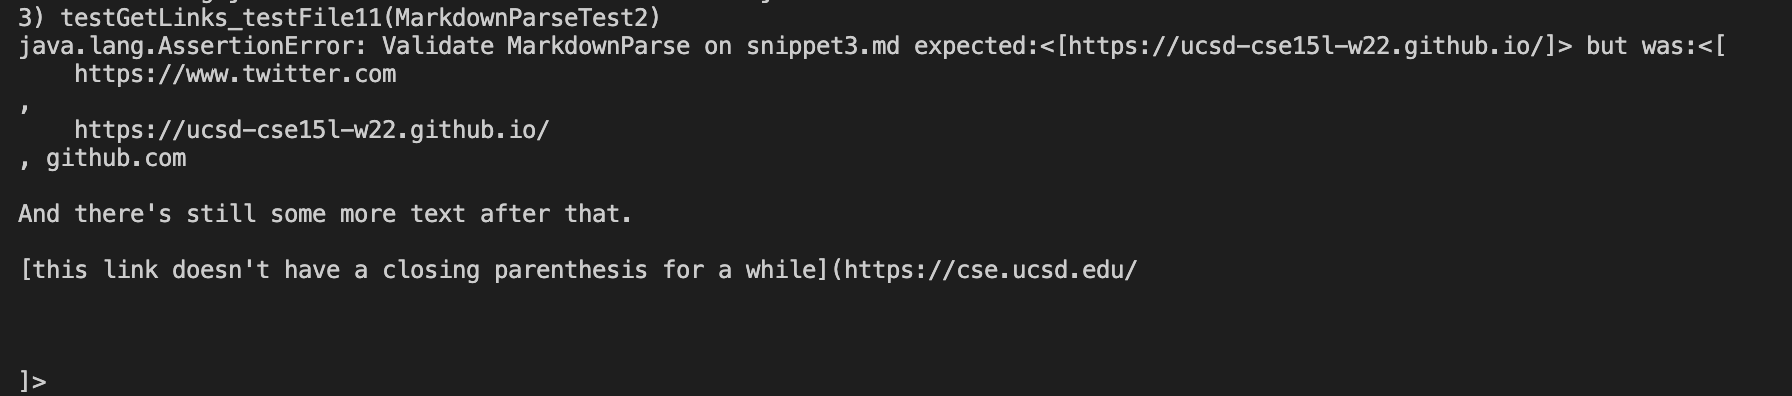 3) testGetLinks_testFile11(MarkdownParseTest2)
java.lang.AssertionError: Validate MarkdownParse on snippet3.md expected:<[https://ucsd-cse15l-w22.github.io/]> but was:<[
    https://www.twitter.com
,
    https://ucsd-cse15l-w22.github.io/
, github.com
And there's still some more text after that.
[this link doesn't have a closing parenthesis for a while](https://cse.ucsd.edu/
]>